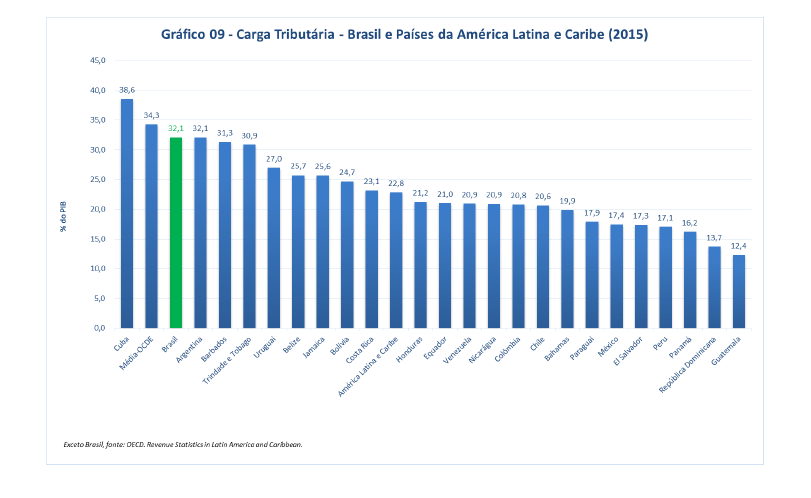 Gráfico 09 - Carga Tributária - Brasil e Países da América Latina e Caribe (2015)
45,0
40,0
35,0
30,0
25,0
20,0
15,0
10,0
5,0
0,0
% do PIB
38,6
34,3
32,1
32,1
31,3
30,9
27,0
25,7
25,6
24,7
23,1
22,8
21,2
21,0
20,9
20,9
20,8
20,6
19,9
17,9
17,4
17,3
17,1
16,2
13,7
12,4
Cuba
Média-OCDE
Brasil
Argentina
Barbados
Trindade e Tobago
Uruguai
Belize
Jamaica
Bolívia
Costa Rica
América Latina e Caribe
Honduras
Equador
Venezuela
Nicarágua
Colômbia
Chile
Bahamas
Paraguai
México
El Salvador
Peru
Panamá
República Dominicana
Guatemala
Exceto Brasil, fonte: OECD. Revenue Statistics in Latin America and Caribbean.